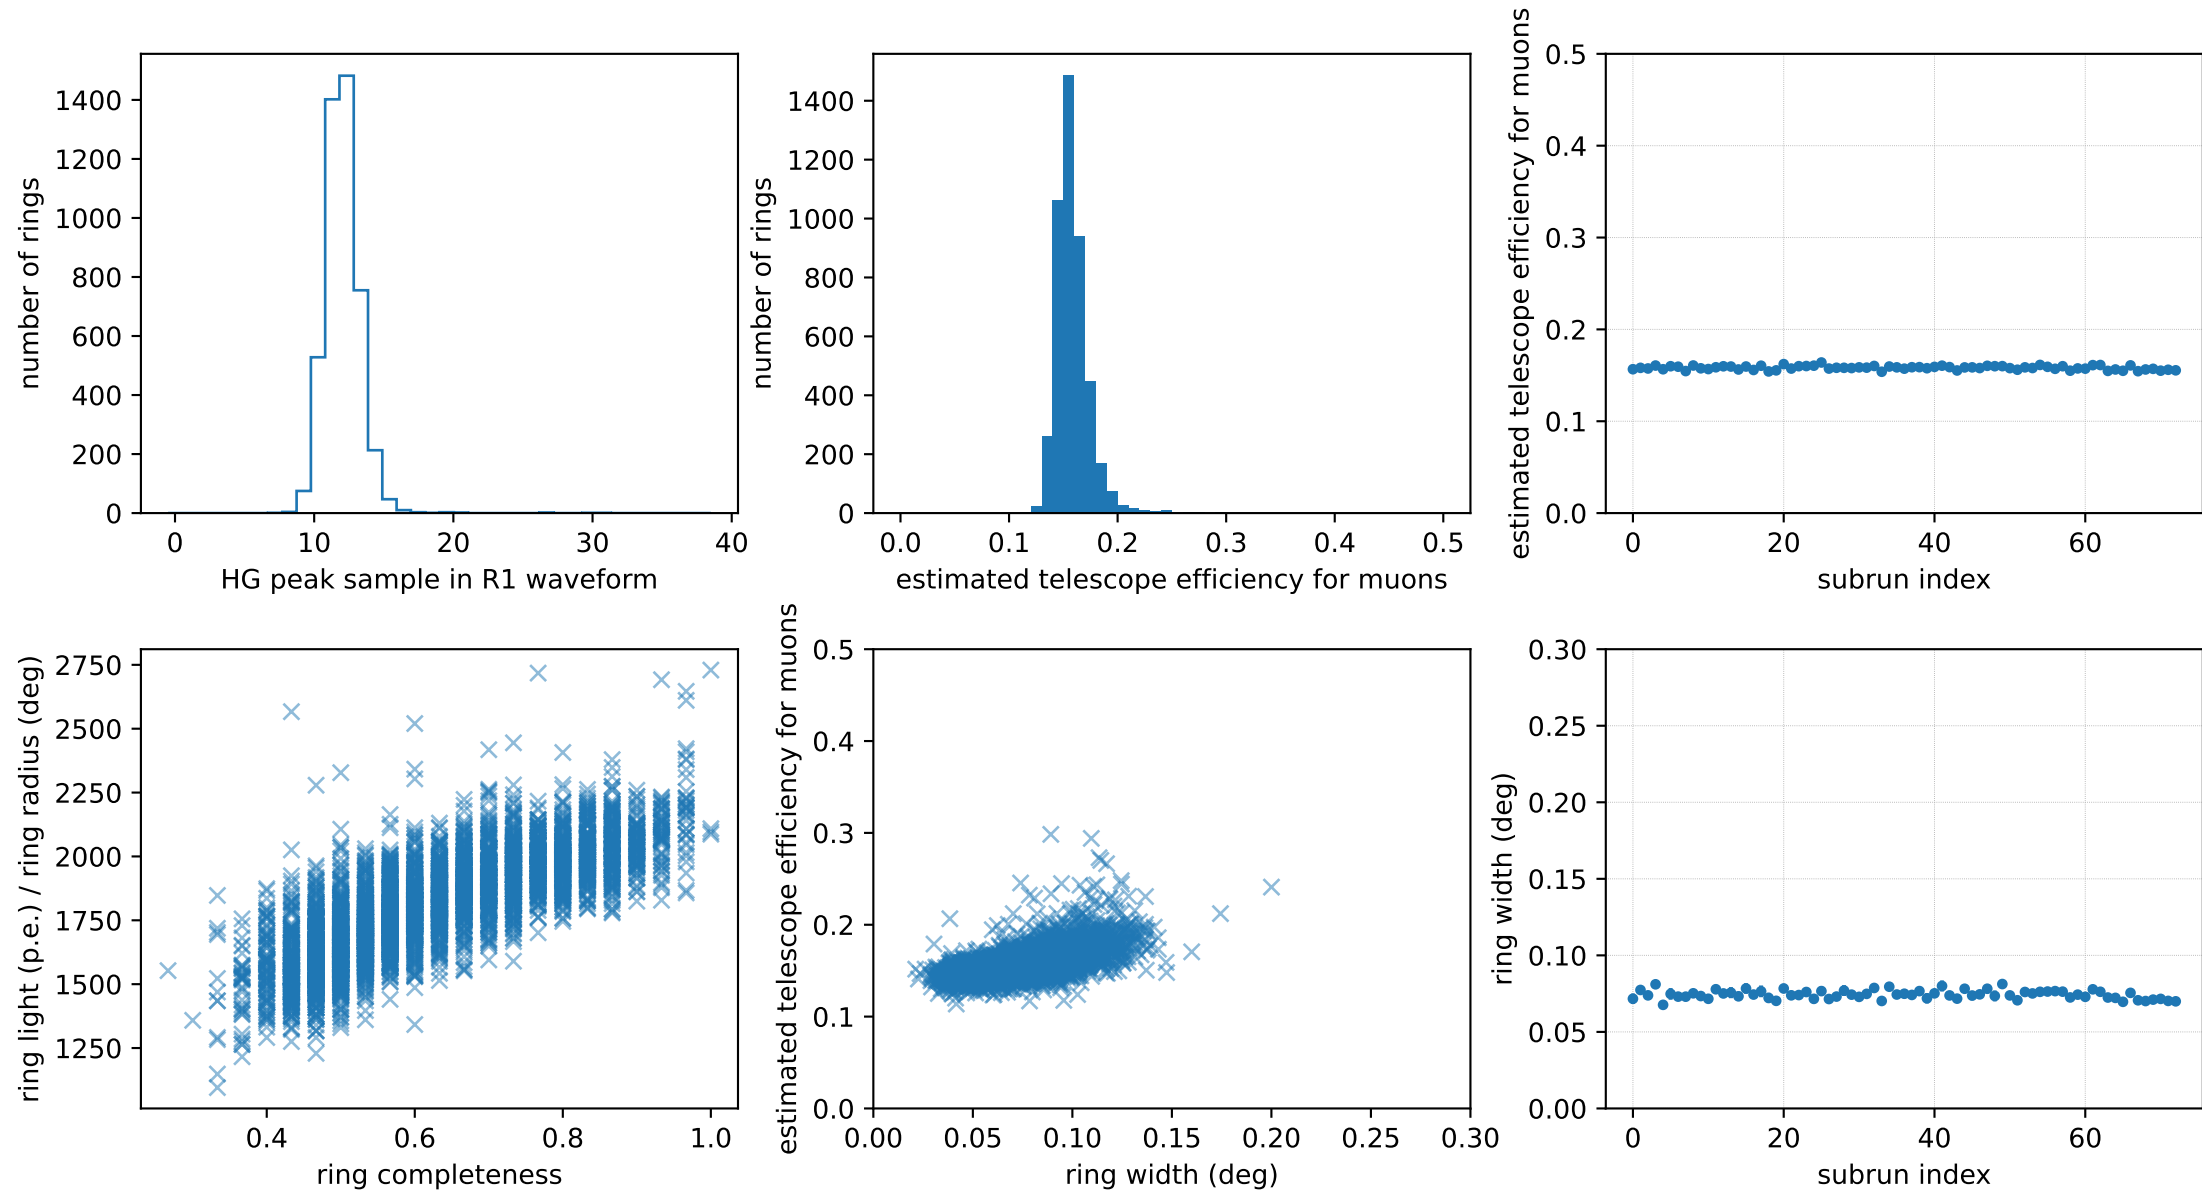 number of rings
1400
1200
1000
800
600
400
200
0
0 10 20 30 40
HG peak sample in R1 waveform
number of rings
1400
1200
1000
800
600
400
200
0
0.0 0.1 0.2 0.3 0.4 0.5
estimated telescope efficiency for muons
estimated telescope efficiency for muons
0.5
0.4
0.3
0.2
0.1
0.0
0 20 40 60
subrun index
ring light (p.e.) / ring radius (deg)
2750
2500
2250
2000
1750
1500
1250
0.4 0.6 0.8 1.0
ring completeness
estimated telescope efficiency for muons
0.5
0.4
0.3
0.2
0.1
0.0
0.00 0.05 0.10 0.15 0.20 0.25 0.30
ring width (deg)
ring width (deg)
0.30
0.25
0.20
0.15
0.10
0.05
0.00
0 20 40 60
subrun index